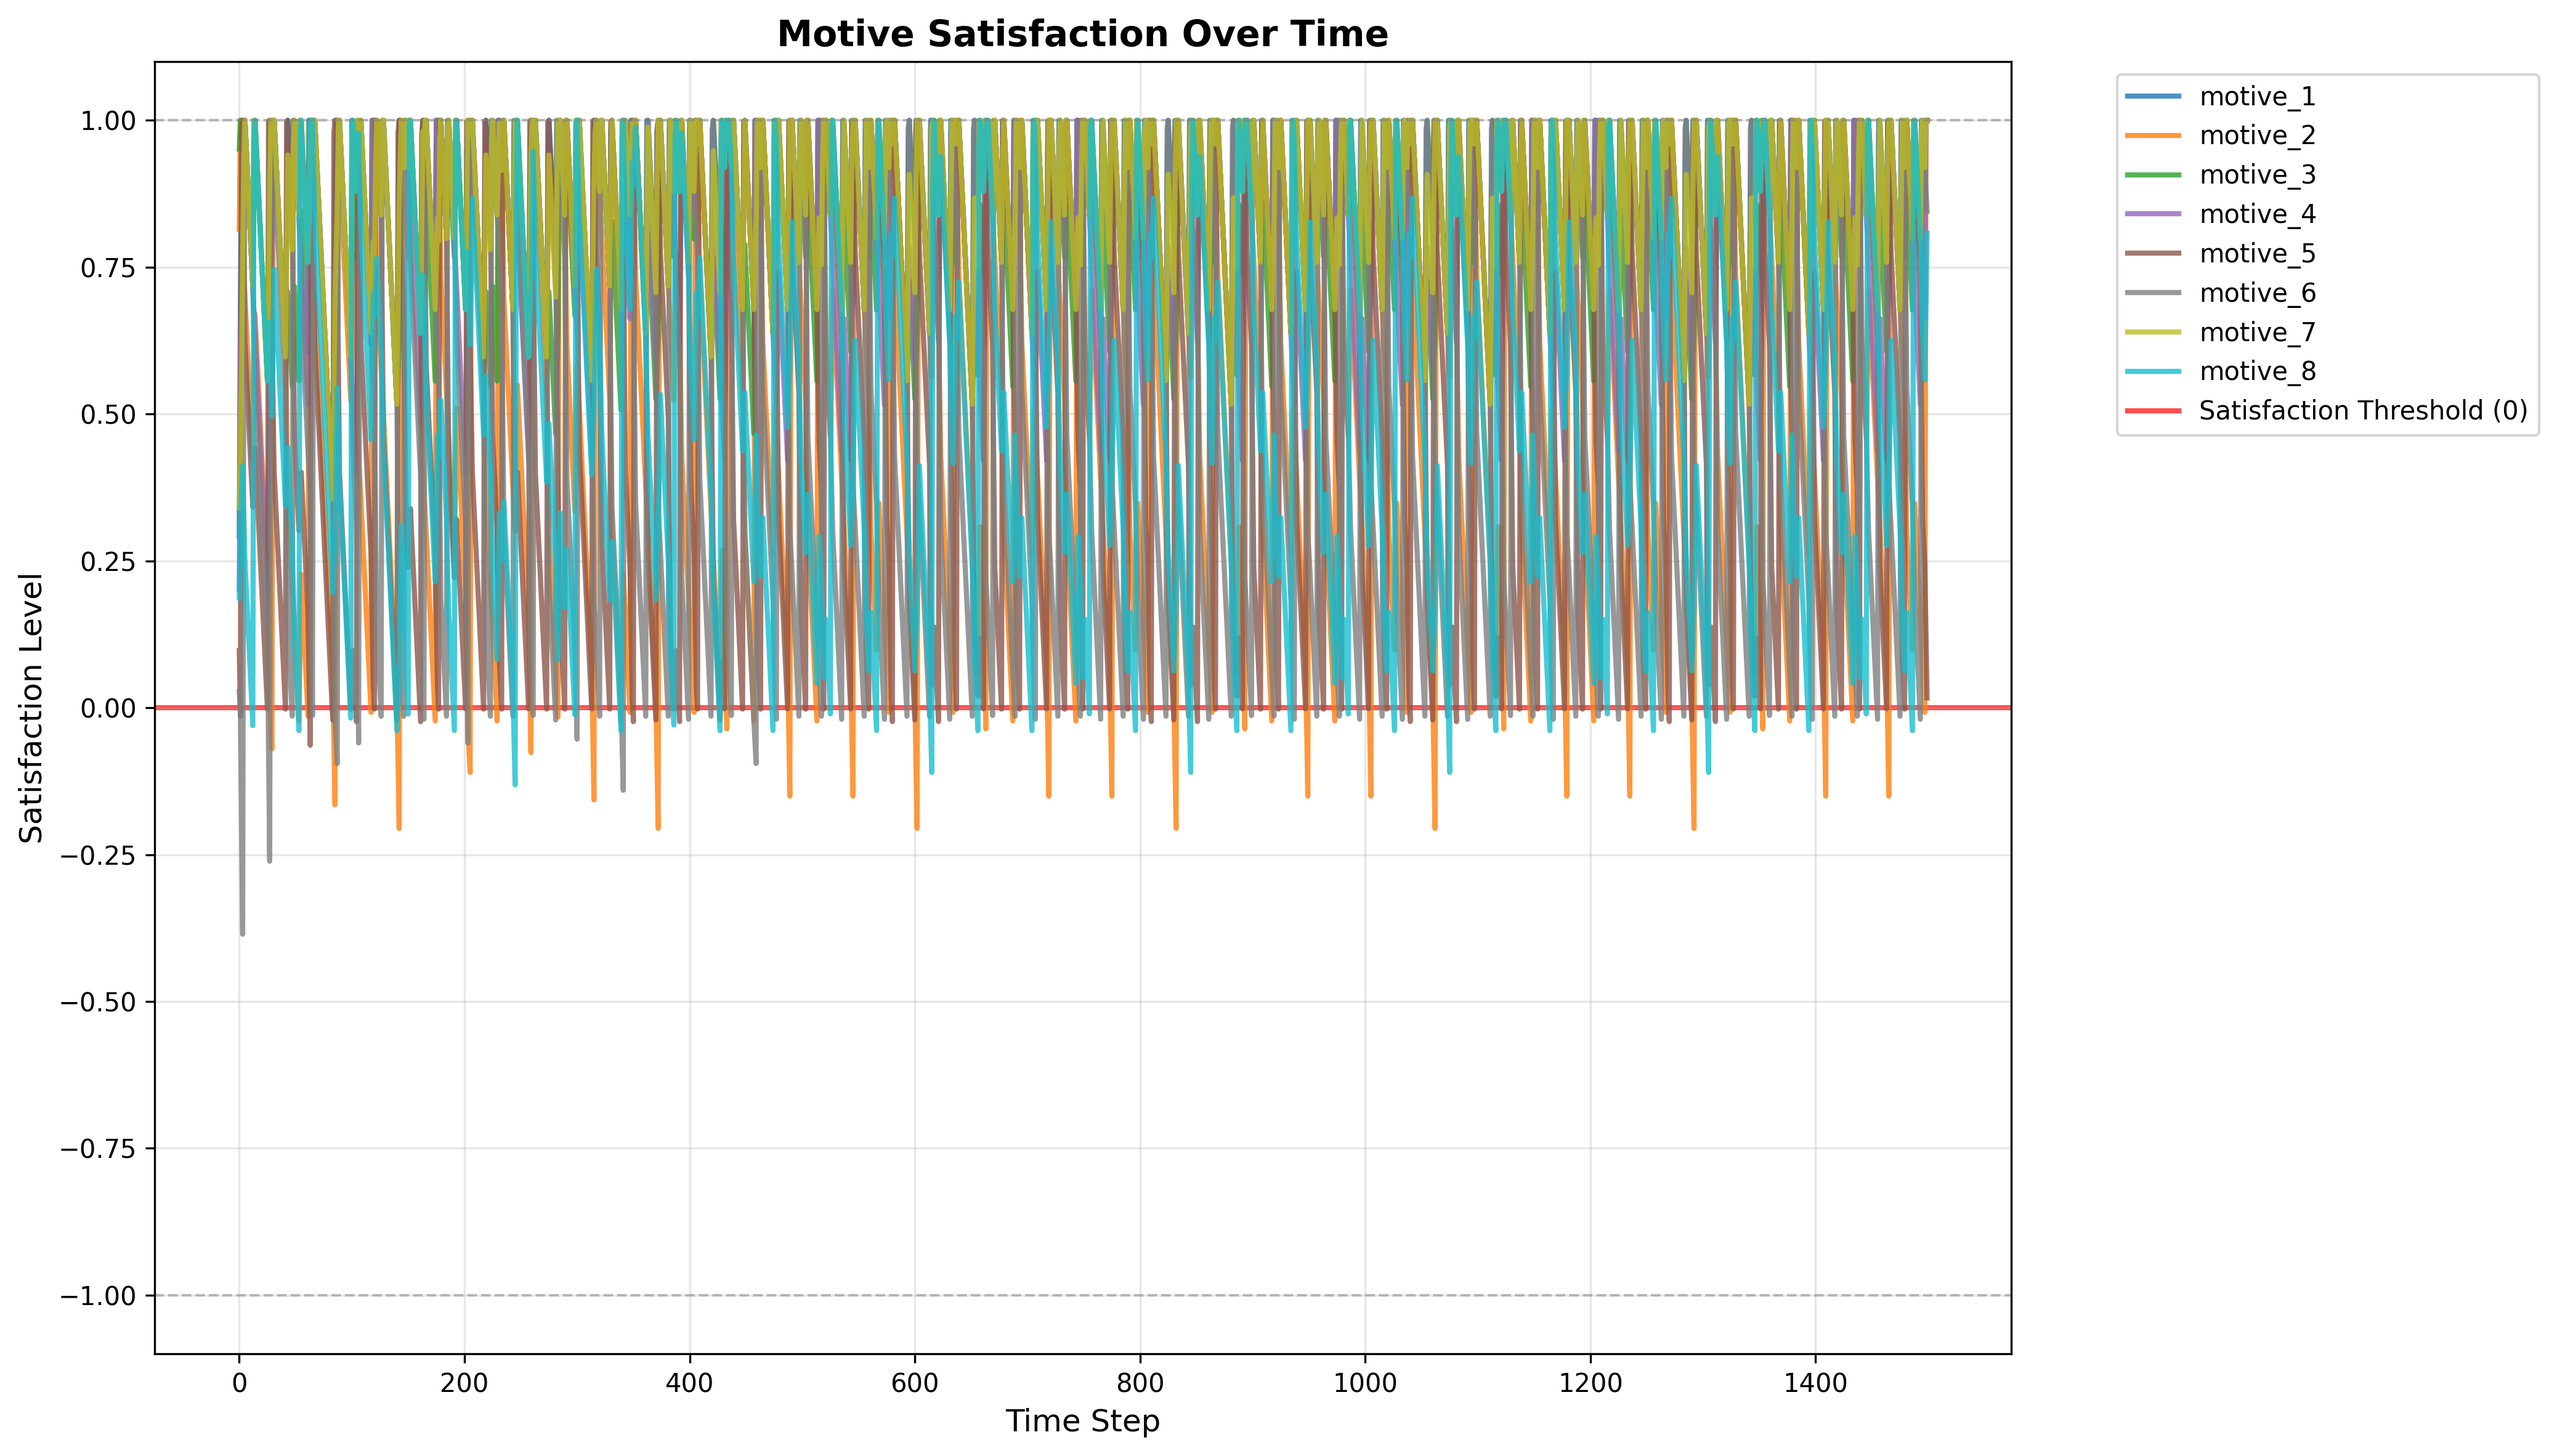 Motive Satisfaction Over Time
motive_1
motive_2
motive_3
motive_4
motive_5
motive_6
motive_7
motive_8
Satisfaction Threshold (0)
Satisfaction Level
1.00
0.75
0.50
0.25
0.00
−0.25
−0.50
−0.75
−1.00
0 200 400 600 800 1000 1200 1400
Time Step